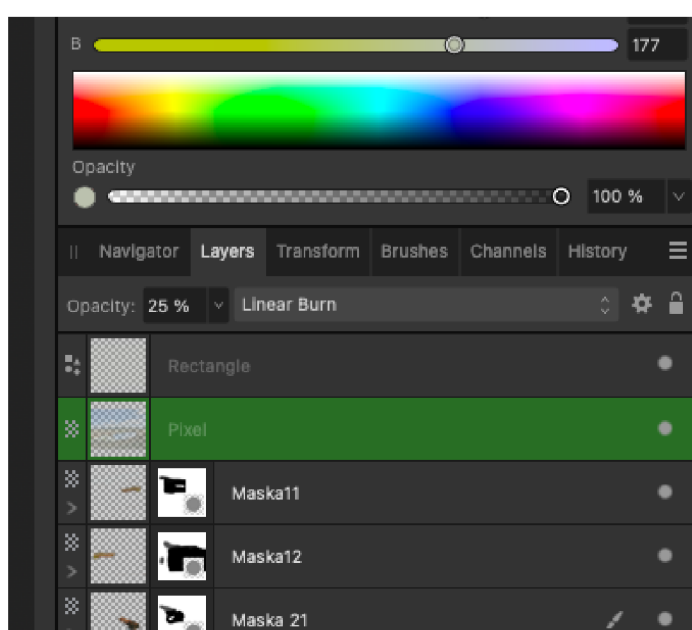 B 177
Opacity
100 %
Navigator Layers Transform Brushes Channels History
Opacity: 25 % Linear Burn
Rectangle
Pixel
Maska11
Maska12
Maska 21